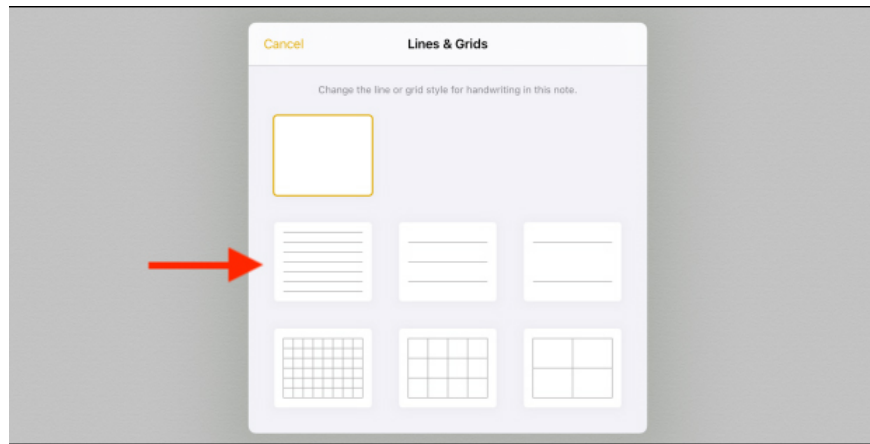 Cancel Lines & Grids
Change the line or grid style for handwriting in this note.